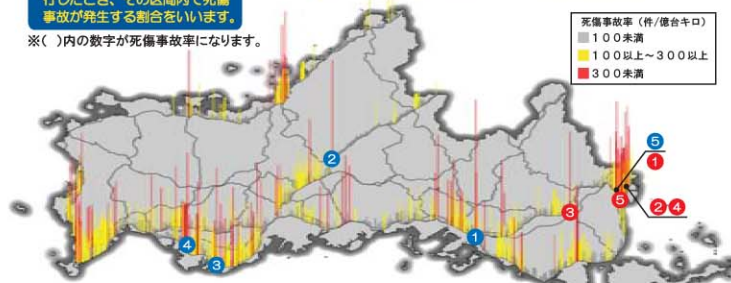 行したとき、その区間内で死傷
事故が発生する割合をいいます。
※( )内の数字が死傷事故率になります。
死傷事故率(件/億台キロ)
100未満
100以上～300以上
300未満
⑤
①
②
⑤
②④
③
①
④
③